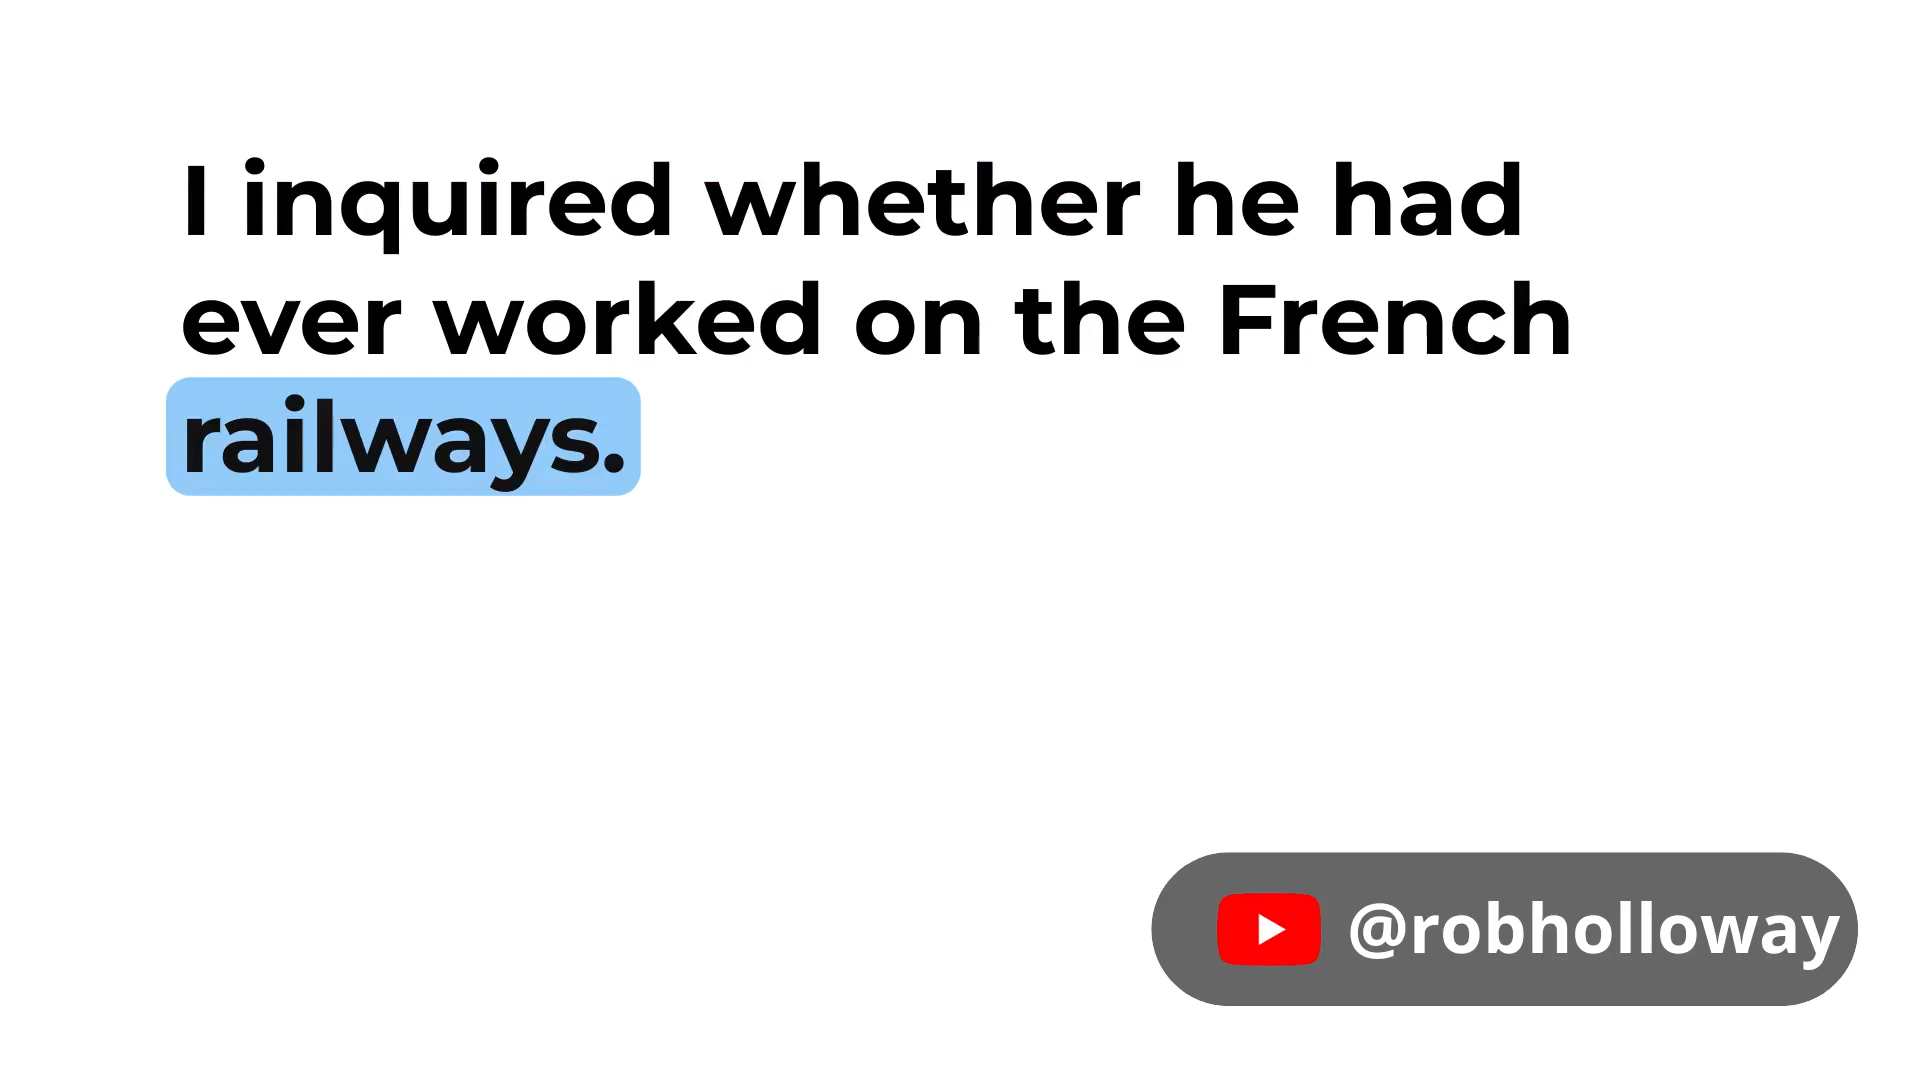 I inquired whether he had
ever worked on the French
railways.
@robholloway